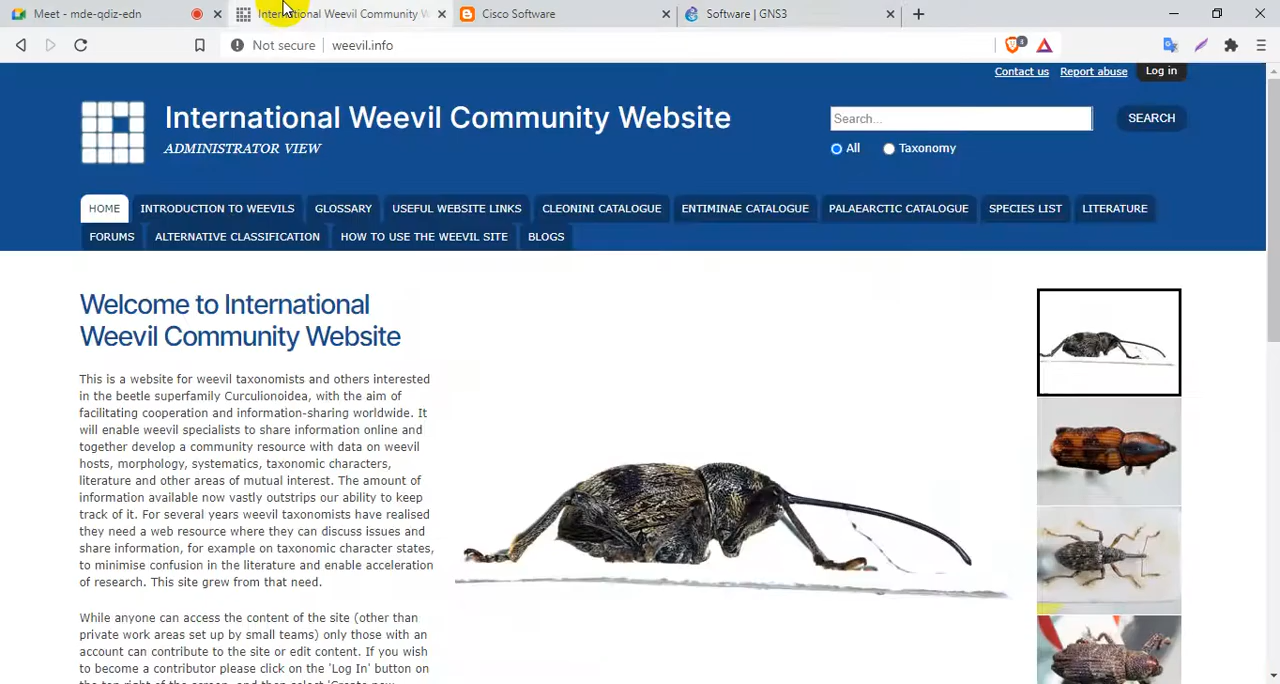 Meet - mde-qdiz-edn
International Weevil Community W
Cisco Software
Software | GNS3
Not secure
weevil.info
1
Contact us
Report abuse
Log in
International Weevil Community Website
ADMINISTRATOR VIEW
Search...
SEARCH
All
Taxonomy
HOME
INTRODUCTION TO WEEVILS
GLOSSARY
USEFUL WEBSITE LINKS
CLEONINI CATALOGUE
ENTIMINAE CATALOGUE
PALAEARCTIC CATALOGUE
SPECIES LIST
LITERATURE
FORUMS
ALTERNATIVE CLASSIFICATION
HOW TO USE THE WEEVIL SITE
BLOGS
Welcome to International
Weevil Community Website
This is a website for weevil taxonomists and others interested
in the beetle superfamily Curculionoidea, with the aim of
facilitating cooperation and information-sharing worldwide. It
will enable weevil specialists to share information online and
together develop a community resource with data on weevil
hosts, morphology, systematics, taxonomic characters,
literature and other areas of mutual interest. The amount of
information available now vastly outstrips our ability to keep
track of it. For several years weevil taxonomists have realised
they need a web resource where they can discuss issues and
share information, for example on taxonomic character states,
to minimise confusion in the literature and enable acceleration
of research. This site grew from that need.
While anyone can access the content of the site (other than
private work areas set up by small teams) only those with an
account can contribute to the site or edit content. If you wish
to become a contributor please click on the 'Log In' button on